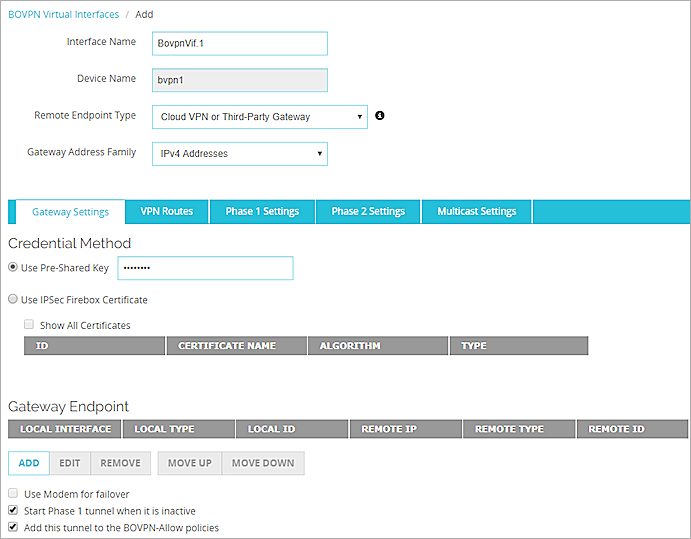 BOVPN Virtual Interfaces / Add
Interface Name BovpnVif.1
Device Name bvpn1
Remote Endpoint Type Cloud VPN or Third-Party Gateway
Gateway Address Family IPv4 Addresses
Gateway Settings VPN Routes Phase 1 Settings Phase 2 Settings Multicast Settings
Credential Method
Use Pre-Shared Key ••••••••
Use IPSec Firebox Certificate
Show All Certificates
ID CERTIFICATE NAME ALGORITHM TYPE
Gateway Endpoint
LOCAL INTERFACE LOCAL TYPE LOCAL ID REMOTE IP REMOTE TYPE REMOTE ID
ADD EDIT REMOVE MOVE UP MOVE DOWN
Use Modem for failover
Start Phase 1 tunnel when it is inactive
Add this tunnel to the BOVPN-Allow policies